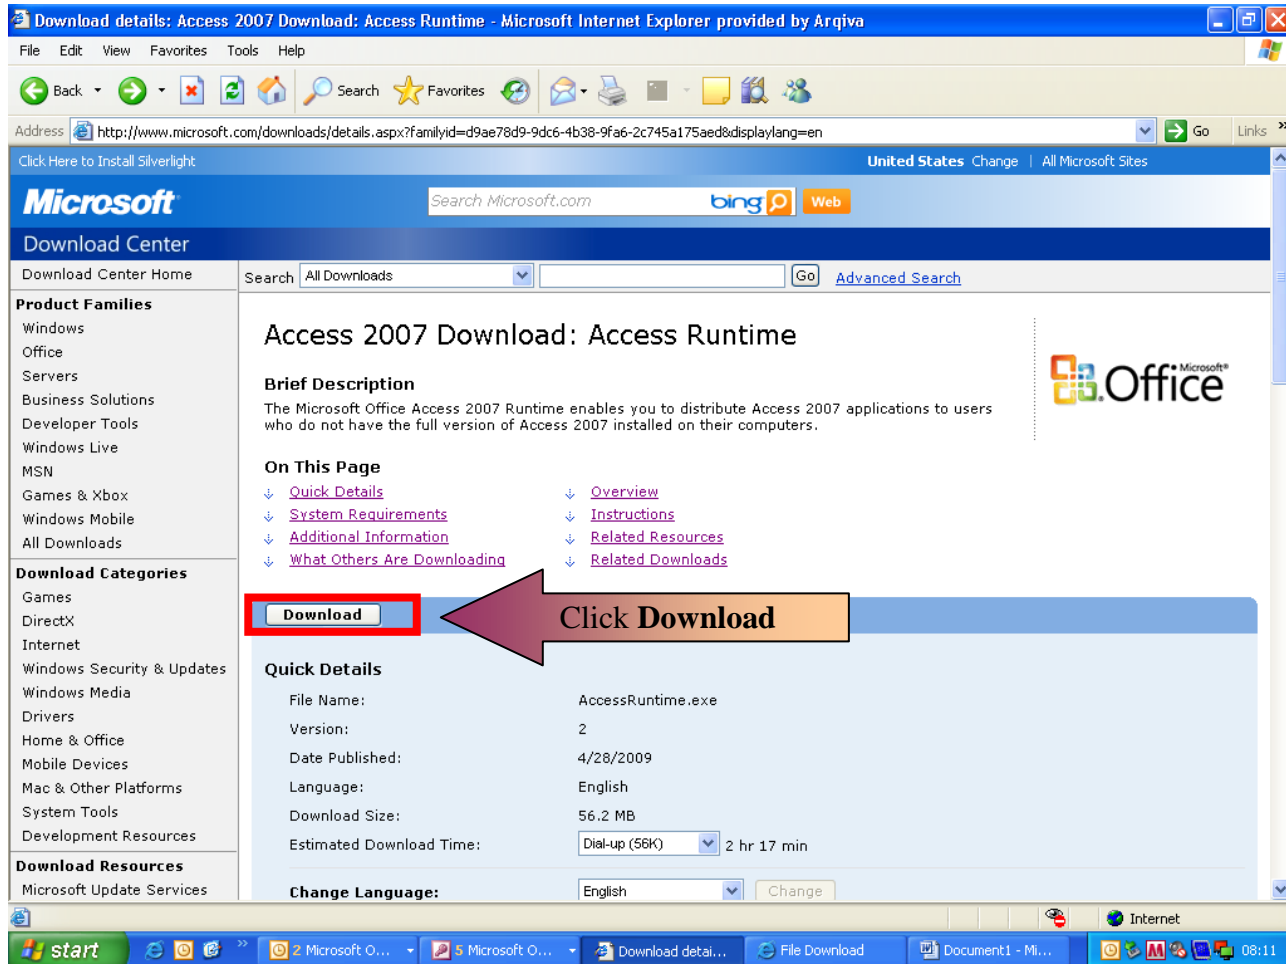 Download details: Access 2007 Download: Access Runtime - Microsoft Internet Explorer provided by Arqiva
File Edit View Favorites Tools Help
Back Search Favorites
Address http://www.microsoft.com/downloads/details.aspx?familyid=d9ae78d9-9dc6-4b38-9fa6-2c745a175aed&displaylang=en Go Links »
Click Here to Install Silverlight United States Change | All Microsoft Sites
Microsoft Search Microsoft.com bing Web
Download Center
Download Center Home
Search All Downloads Go Advanced Search
Product Families
Windows
Office
Servers
Business Solutions
Developer Tools
Windows Live
MSN
Games & Xbox
Windows Mobile
All Downloads
Download Categories
Games
DirectX
Internet
Windows Security & Updates
Windows Media
Drivers
Home & Office
Mobile Devices
Mac & Other Platforms
System Tools
Development Resources
Download Resources
Microsoft Update Services
Access 2007 Download: Access Runtime
Microsoft®
Office
Brief Description
The Microsoft Office Access 2007 Runtime enables you to distribute Access 2007 applications to users
who do not have the full version of Access 2007 installed on their computers.
On This Page
Quick Details Overview
System Requirements Instructions
Additional Information Related Resources
What Others Are Downloading Related Downloads
Download
Click Download
Quick Details
File Name: AccessRuntime.exe
Version: 2
Date Published: 4/28/2009
Language: English
Download Size: 56.2 MB
Estimated Download Time: Dial-up (56K) 2 hr 17 min
Change Language: English Change
Internet
start » 2 Microsoft O... 5 Microsoft O... Download detai... File Download Document1 - Mi... 08:11